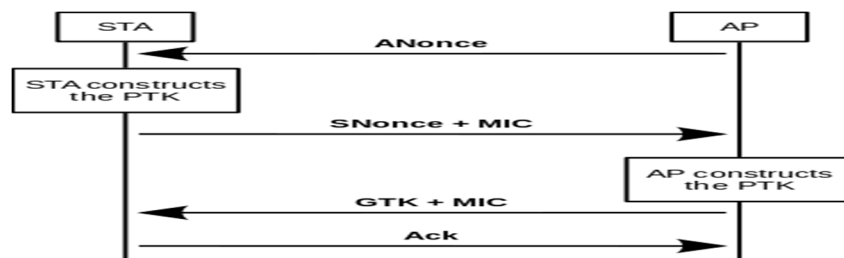 STA
AP
ANonce
STA constructs
the PTK
SNonce + MIC
AP constructs
the PTK
GTK + MIC
Ack